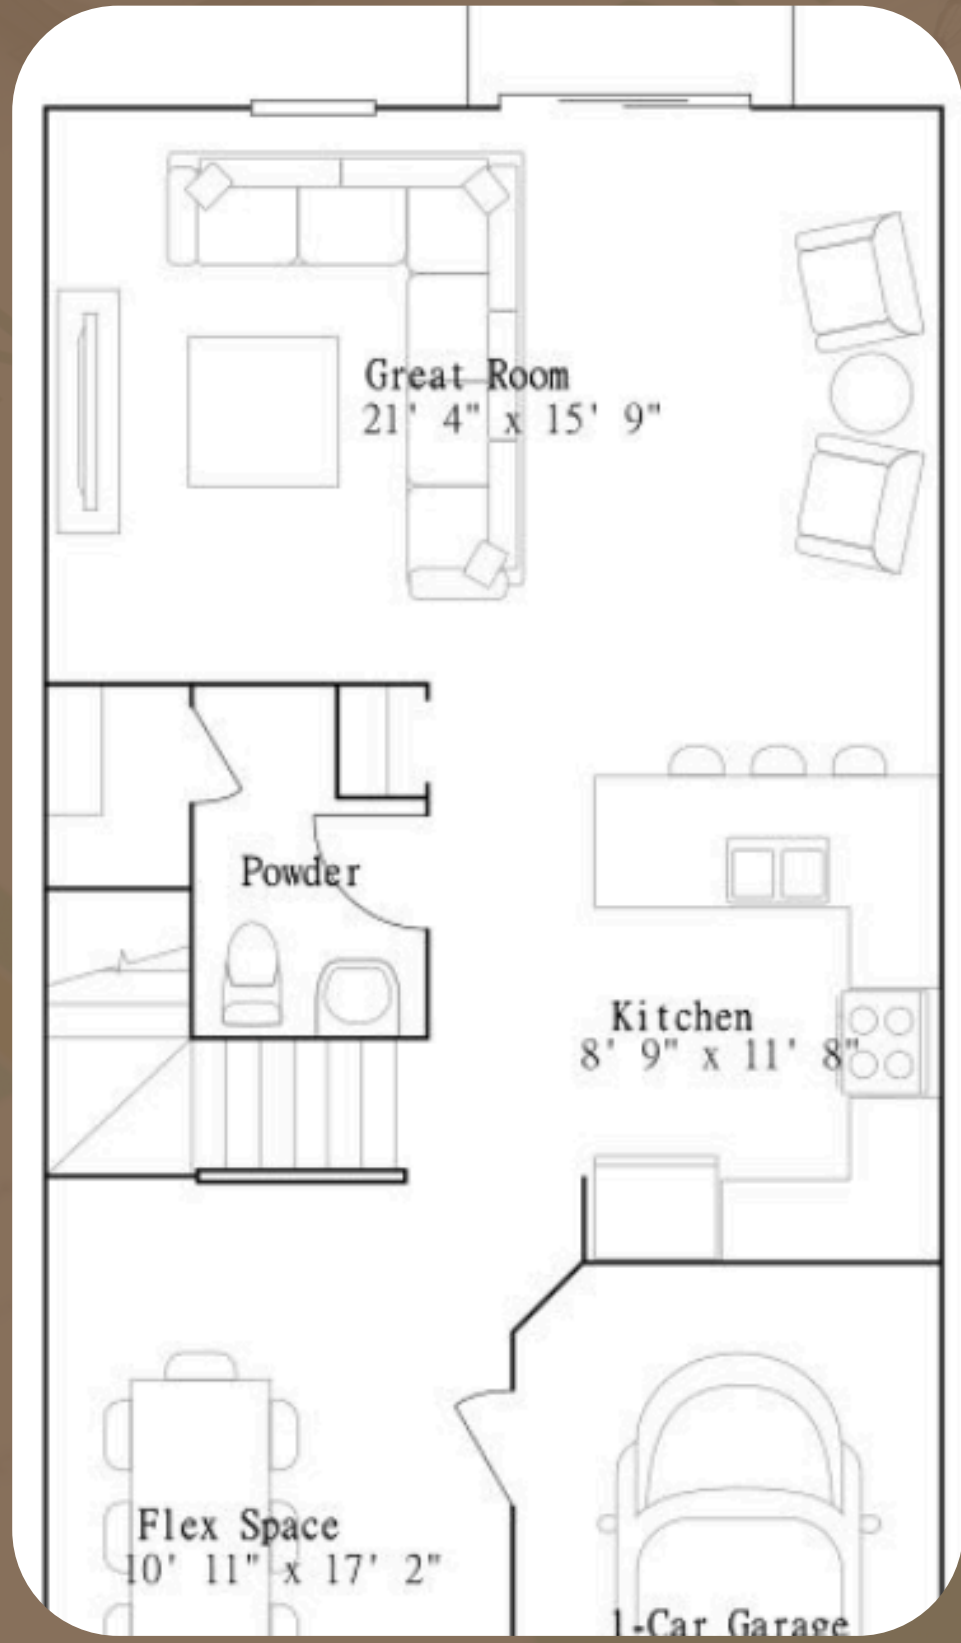 Great Room
21' 4" x 15' 9"
Powder
Kitchen
8' 9" x 11' 8"
Flex Space
10' 11" x 17' 2"
1-Car Garage